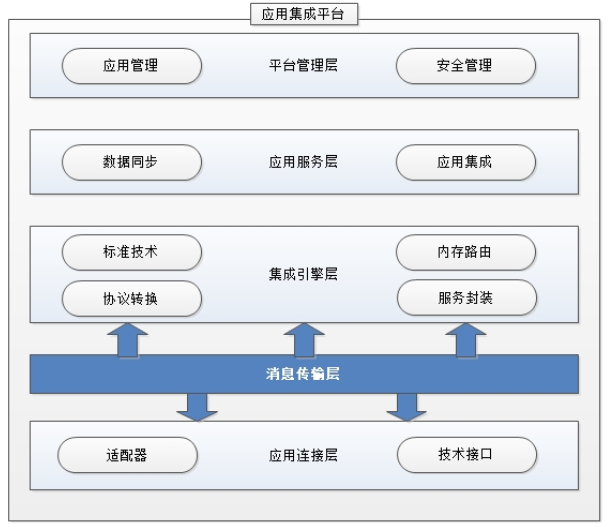 应用集成平台
应用管理 平台管理层 安全管理
数据同步 应用服务层 应用集成
标准技术 内存路由
集成引擎层
协议转换 服务封装
消息传输层
适配器 应用连接层 技术接口